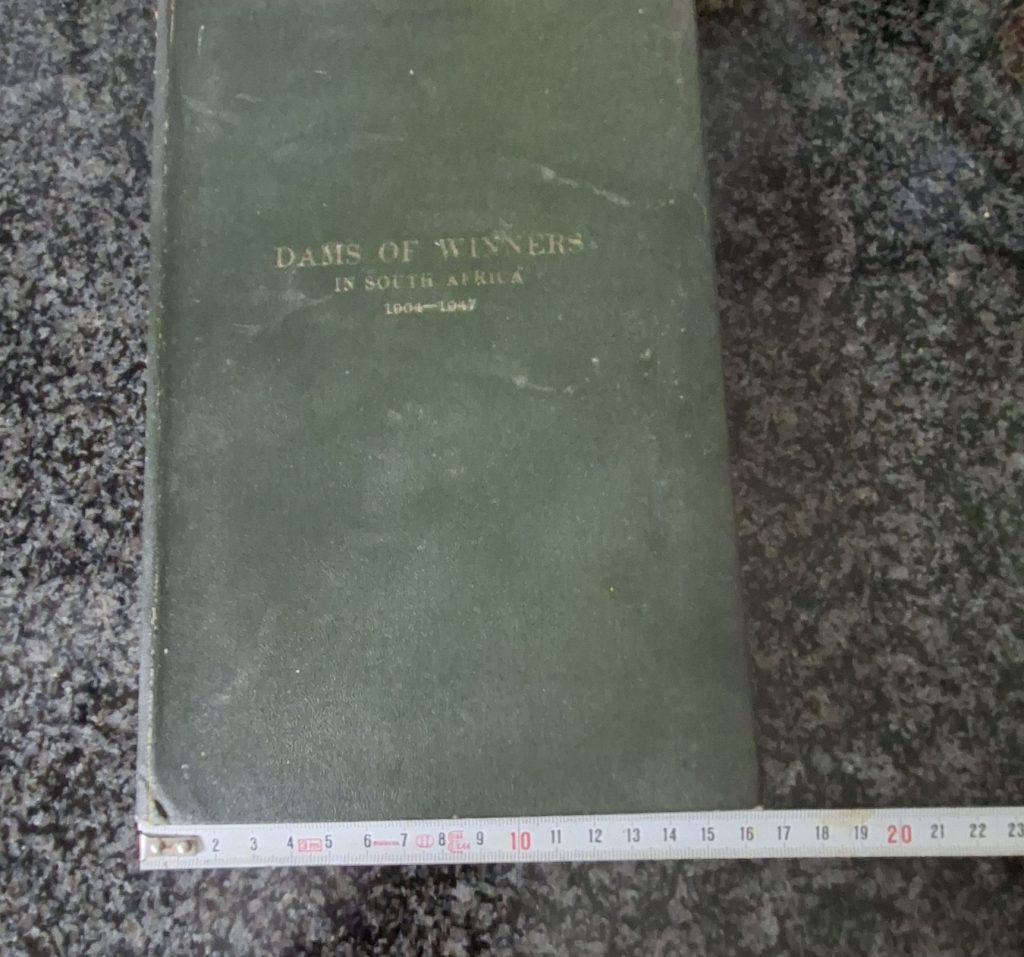 DAMS OF WINNERS
IN SOUTH AFRICA
1904—1947
2 3 4 3m 5 6 7 8 9 10 11 12 13 14 15 16 17 18 19 20 21 22 23